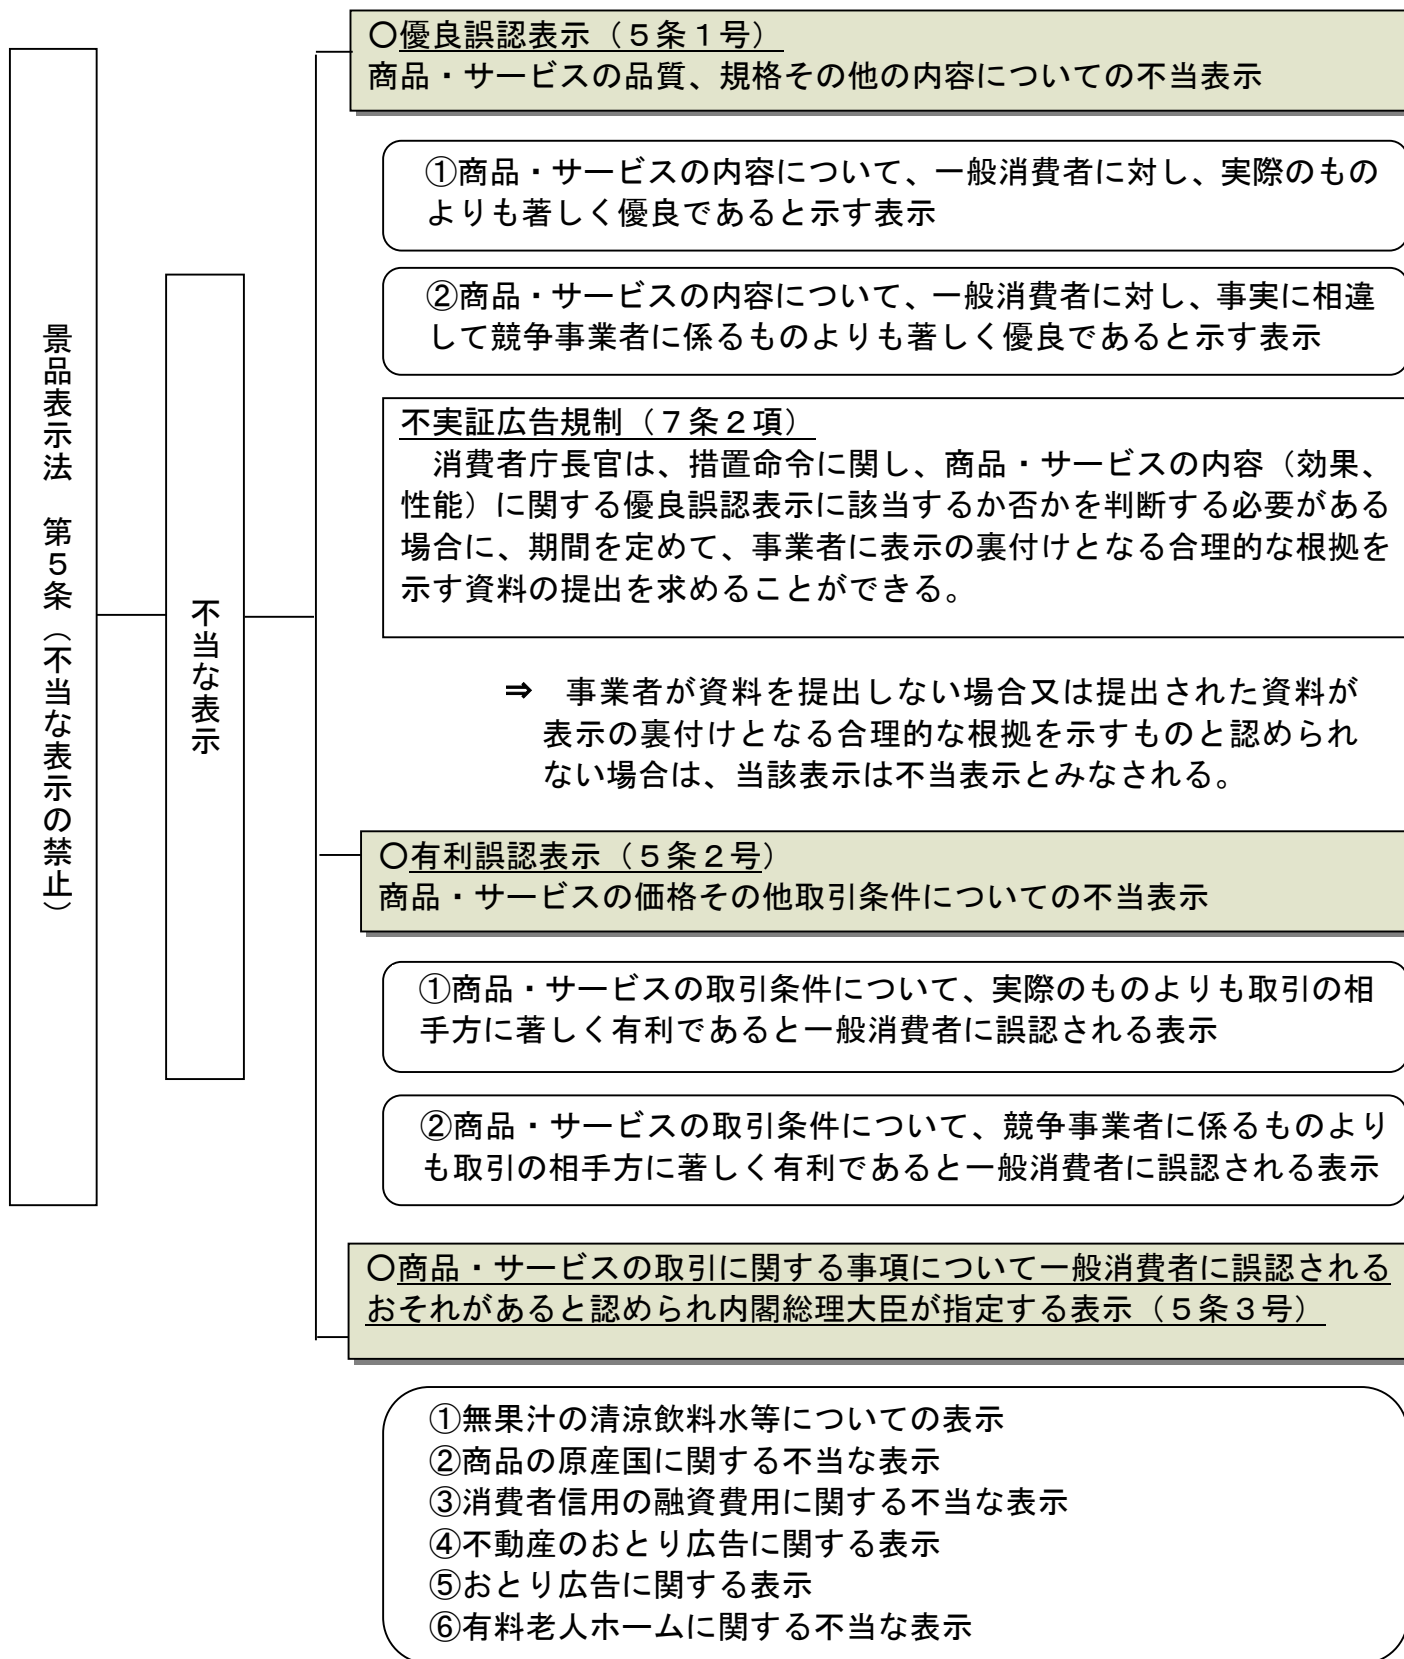 景品表示法　第５条（不当な表示の禁止）
不当な表示
○優良誤認表示（５条１号）
商品・サービスの品質、規格その他の内容についての不当表示
①商品・サービスの内容について、一般消費者に対し、実際のもの
よりも著しく優良であると示す表示
②商品・サービスの内容について、一般消費者に対し、事実に相違
して競争事業者に係るものよりも著しく優良であると示す表示
不実証広告規制（７条２項）
　消費者庁長官は、措置命令に関し、商品・サービスの内容（効果、
性能）に関する優良誤認表示に該当するか否かを判断する必要がある
場合に、期間を定めて、事業者に表示の裏付けとなる合理的な根拠を
示す資料の提出を求めることができる。
⇒　事業者が資料を提出しない場合又は提出された資料が
表示の裏付けとなる合理的な根拠を示すものと認められ
ない場合は、当該表示は不当表示とみなされる。
○有利誤認表示（５条２号）
商品・サービスの価格その他取引条件についての不当表示
①商品・サービスの取引条件について、実際のものよりも取引の相
手方に著しく有利であると一般消費者に誤認される表示
②商品・サービスの取引条件について、競争事業者に係るものより
も取引の相手方に著しく有利であると一般消費者に誤認される表示
○商品・サービスの取引に関する事項について一般消費者に誤認される
おそれがあると認められ内閣総理大臣が指定する表示（５条３号）
①無果汁の清涼飲料水等についての表示
②商品の原産国に関する不当な表示
③消費者信用の融資費用に関する不当な表示
④不動産のおとり広告に関する表示
⑤おとり広告に関する表示
⑥有料老人ホームに関する不当な表示